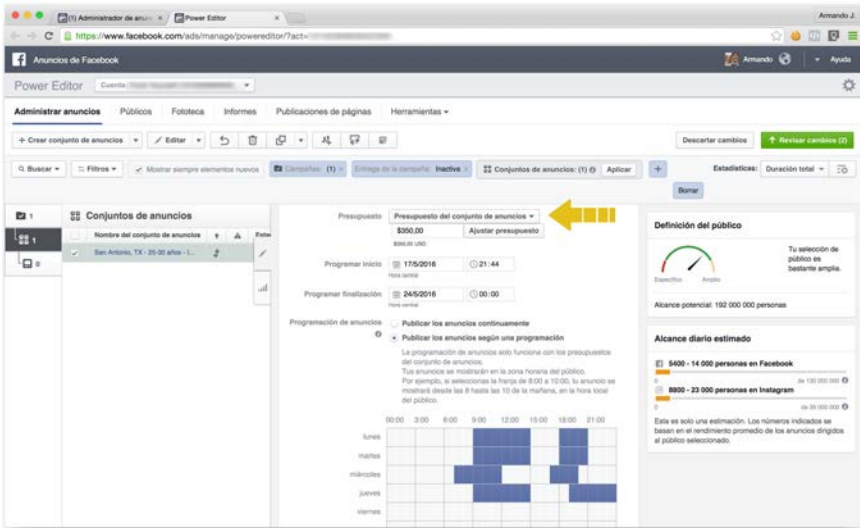 (1) Administrador de anun
Power Editor
Armando J.
https://www.facebook.com/ads/manage/powereditor/?act=
Anuncios de Facebook
Armando
Ayuda
Power Editor
Cuenta:
Administrar anuncios
Públicos
Fototeca
Informes
Publicaciones de páginas
Herramientas
+ Crear conjunto de anuncios
Editar
Descartar cambios
Revisar cambios (2)
Buscar
Filtros
Mostrar siempre elementos nuevos
Campañas: (1)
Entrega de la campaña: Inactiva
Conjuntos de anuncios: (1)
Aplicar
+
Estadísticas:
Duración total
Borrar
1
1
0
Conjuntos de anuncios
Nombre del conjunto de anuncios
San Antonio, TX - 25-00 años - I...
Presupuesto
Presupuesto del conjunto de anuncios
$350,00
Ajustar presupuesto
Programar inicio
17/5/2016
21:44
Hora central
Programar finalización
24/5/2016
00:00
Hora central
Programación de anuncios
Publicar los anuncios continuamente
Publicar los anuncios según una programación
La programación de anuncios solo funciona con los presupuestos
del conjunto de anuncios.
Tus anuncios se mostrarán en la zona horaria del público.
Por ejemplo, si seleccionas la franja de 8:00 a 10:00, tu anuncio se
mostrará desde las 8 hasta las 10 de la mañana, en la hora local
del público.
00:00 3:00 6:00 9:00 12:00 15:00 18:00 21:00
lunes
martes
miércoles
jueves
viernes
Definición del público
Específico
Amplio
Tu selección de
público es
bastante amplia.
Alcance potencial: 192 000 000 personas
Alcance diario estimado
5400 - 14 000 personas en Facebook
0
de 130 000 000
8800 - 23 000 personas en Instagram
0
Esta es solo una estimación. Los números indicados se
basan en el rendimiento promedio de los anuncios dirigidos
al público seleccionado.